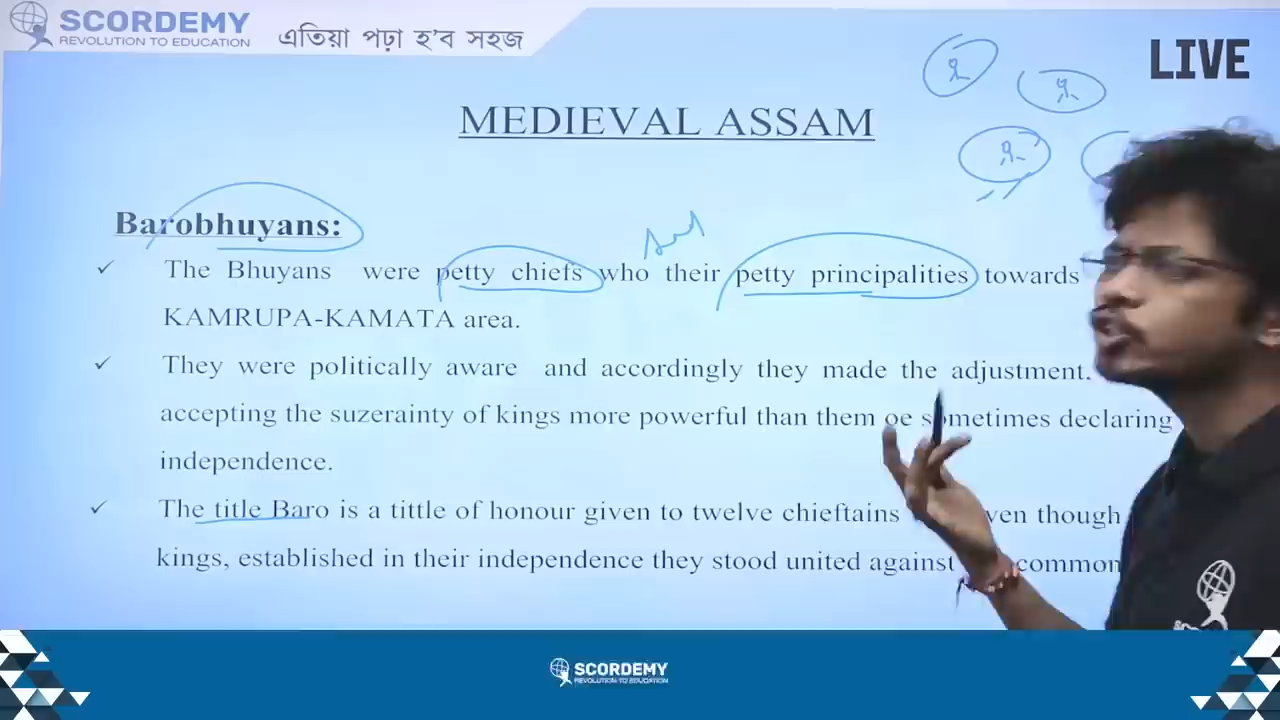 SCORDEMY
REVOLUTION TO EDUCATION
এতিয়া পঢ়া হ'ব সহজ
LIVE
MEDIEVAL ASSAM
Barobhuyans:
✓ The Bhuyans were petty chiefs who their petty principalities towards
KAMRUPA-KAMATA area.
✓ They were politically aware and accordingly they made the adjustment.
accepting the suzerainty of kings more powerful than them oe sometimes declaring
independence.
✓ The title Baro is a tittle of honour given to twelve chieftains though
kings, established in their independence they stood united against common
SCORDEMY
REVOLUTION TO EDUCATION